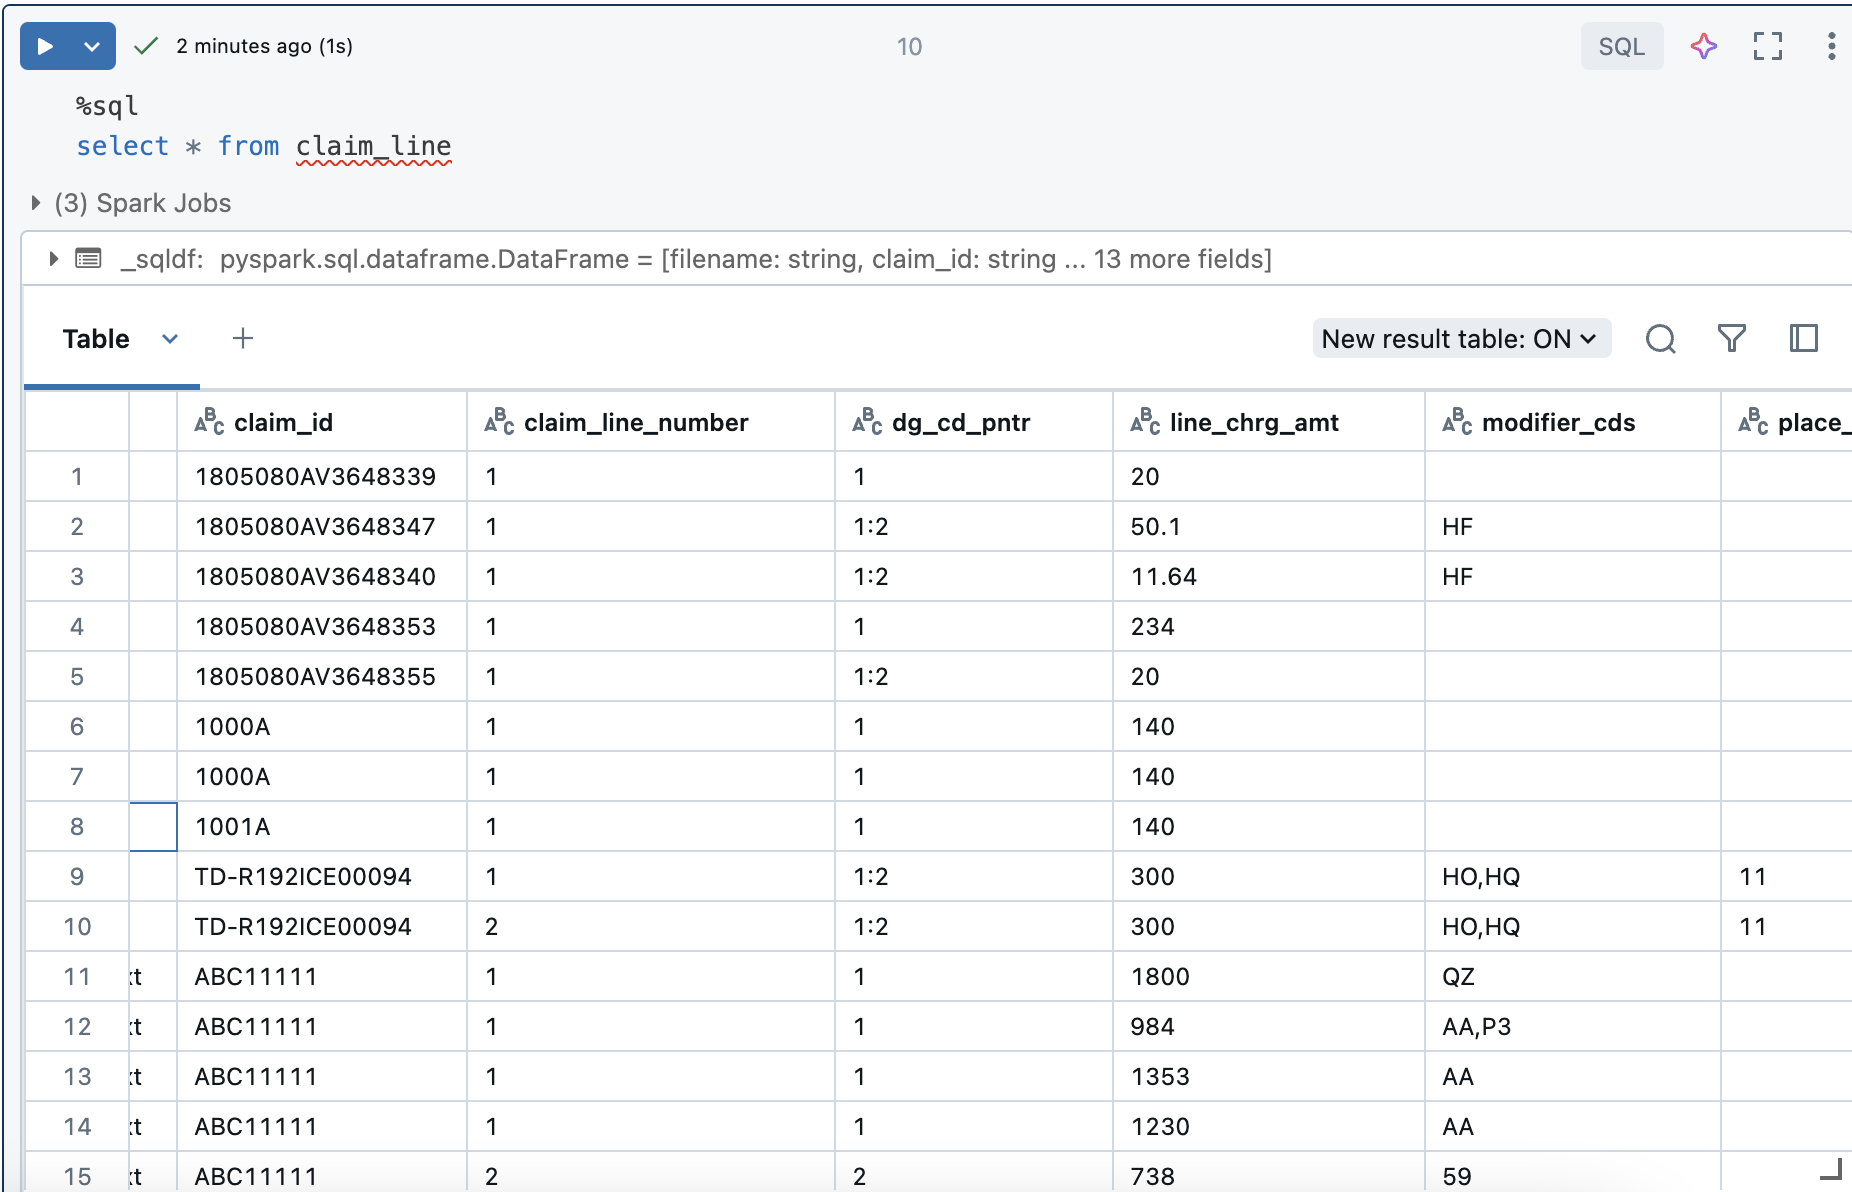 2 minutes ago (1s)
10
SQL
%sql
select * from claim_line
(3) Spark Jobs
_sqldf: pyspark.sql.dataframe.DataFrame = [filename: string, claim_id: string ... 13 more fields]
Table
New result table: ON
claim_id claim_line_number dg_cd_pntr line_chrg_amt modifier_cds place_
1 1805080AV3648339 1 1 20
2 1805080AV3648347 1 1:2 50.1 HF
3 1805080AV3648340 1 1:2 11.64 HF
4 1805080AV3648353 1 1 234
5 1805080AV3648355 1 1:2 20
6 1000A 1 1 140
7 1000A 1 1 140
8 1001A 1 1 140
9 TD-R192ICE00094 1 1:2 300 HO,HQ 11
10 TD-R192ICE00094 2 1:2 300 HO,HQ 11
11 xt ABC11111 1 1 1800 QZ
12 xt ABC11111 1 1 984 AA,P3
13 xt ABC11111 1 1 1353 AA
14 xt ABC11111 1 1 1230 AA
15 xt ABC11111 2 2 738 59